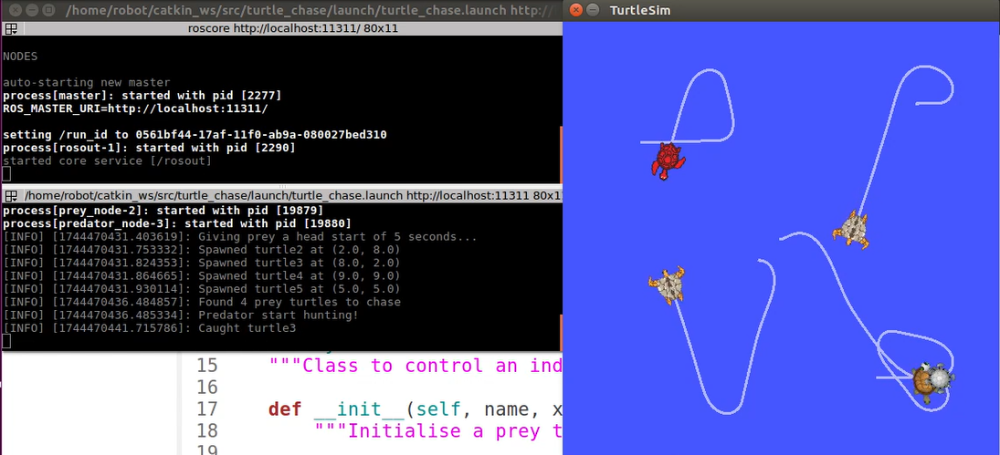 /home/robot/catkin_ws/src/turtle_chase/launch/turtle_chase.launch http://
roscore http://localhost:11311/ 80x11
NODES
auto-starting new master
process[master]: started with pid [2277]
ROS_MASTER_URI=http://localhost:11311/
setting /run_id to 0561bf44-17af-11f0-ab9a-080027bed310
process[rosout-1]: started with pid [2290]
started core service [/rosout]
/home/robot/catkin_ws/src/turtle_chase/launch/turtle_chase.launch http://localhost:11311 80x1
process[prey_node-2]: started with pid [19879]
process[predator_node-3]: started with pid [19880]
[INFO] [1744470431.403619]: Giving prey a head start of 5 seconds...
[INFO] [1744470431.753332]: Spawned turtle2 at (2.0, 8.0)
[INFO] [1744470431.824353]: Spawned turtle3 at (8.0, 2.0)
[INFO] [1744470431.864665]: Spawned turtle4 at (9.0, 9.0)
[INFO] [1744470431.930114]: Spawned turtle5 at (5.0, 5.0)
[INFO] [1744470436.484857]: Found 4 prey turtles to chase
[INFO] [1744470436.485334]: Predator start hunting!
[INFO] [1744470441.715786]: Caught turtle3
15 """Class to control an ind
16
17 def __init__(self, name, x
18 """Initialise a prey t
19
TurtleSim